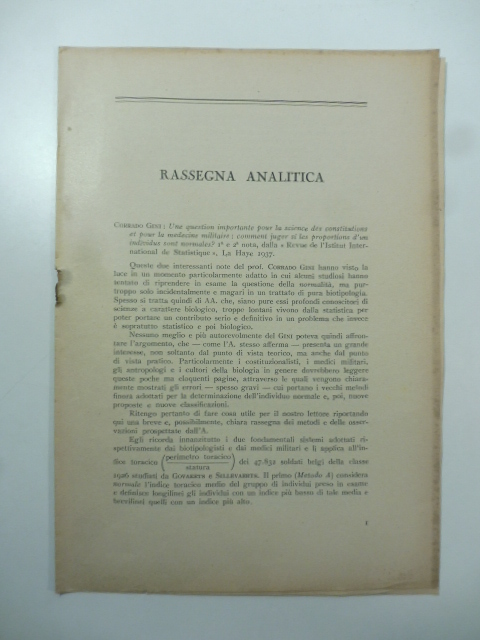 RASSEGNA ANALITICA
CORRADO GINI: Une question importante pour la science des constitutions
et pour la medecine militaire: comment juger si les proportions d'un
individus sont normales? 1ª e 2ª nota, dalla « Revue de l'Istitut Inter-
national de Statistique », La Haye 1937.
Queste due interessanti note del prof. CORRADO GINI hanno visto la
luce in un momento particolarmente adatto in cui alcuni studiosi hanno
tentato di riprendere in esame la questione della normalità, ma pur-
troppo solo incidentalmente e magari in un trattato di pura biotipologia.
Spesso si tratta quindi di AA. che, siano pure essi profondi conoscitori di
scienze a carattere biologico, troppo lontani vivono dalla statistica per
poter portare un contributo serio e definitivo in un problema che invece
è sopratutto statistico e poi biologico.
Nessuno meglio e più autorevolmente del GINI poteva quindi affron-
tare l'argomento, che — come l'A. stesso afferma — presenta un grande
interesse, non soltanto dal punto di vista teorico, ma anche dal punto
di vista pratico. Particolarmente i costituzionalisti, i medici militari,
gli antropologi e i cultori della biologia in genere dovrebbero leggere
queste poche ma eloquenti pagine, attraverso le quali vengono chiara-
mente mostrati gli errori — spesso gravi — cui portano i vecchi metodi
finora adottati per la determinazione dell'individuo normale e, poi, nuove
proposte e nuove classificazioni.
Ritengo pertanto di fare cosa utile per il nostro lettore riportando
qui una breve e, possibilmente, chiara rassegna dei metodi e delle osser-
vazioni prospettate dall'A.
Egli ricorda innanzitutto i due fondamentali sistemi adottati ri-
spettivamente dai biotipologisti e dai medici militari e li applica all'in-
dice toracico (perimetro toracico / statura) dei 47.832 soldati belgi della classe
1926 studiati da GOVAERTS e SILLEVAERTS. Il primo (Metodo A) considera
normale l'indice toracico medio del gruppo di individui preso in esame
e definisce longilinei gli individui con un indice più basso di tale media e
brevilinei quelli con un indice più alto.
1